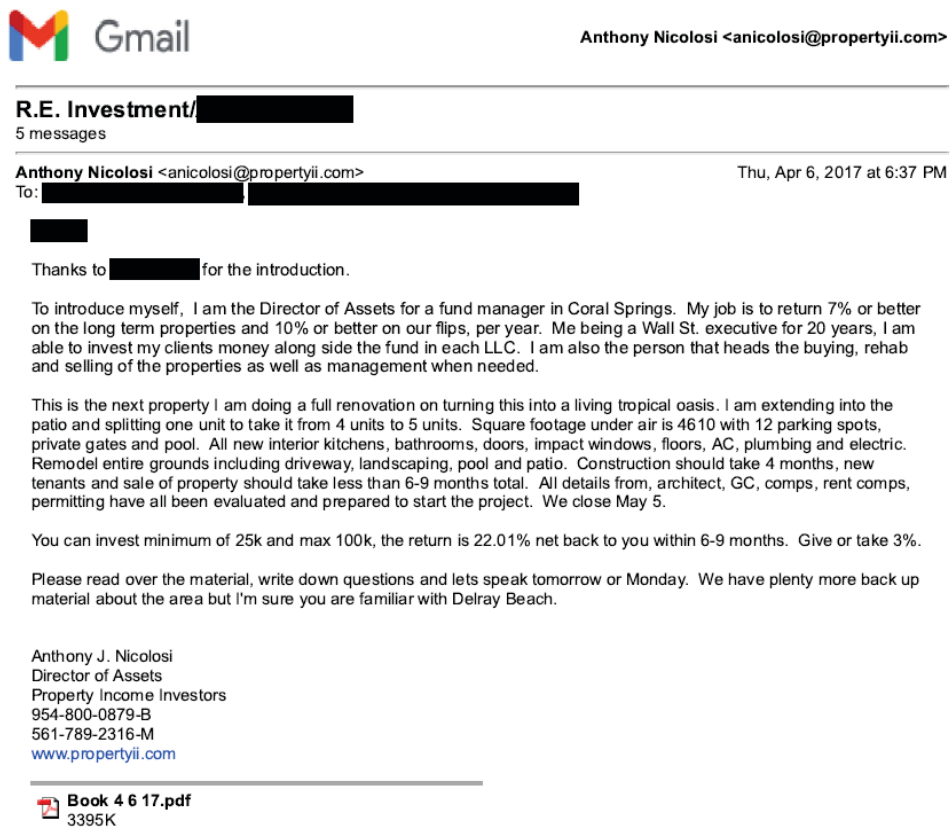 Gmail
Anthony Nicolosi <anicolosi@propertyii.com>
R.E. Investment/
5 messages
Anthony Nicolosi <anicolosi@propertyii.com>
Thu, Apr 6, 2017 at 6:37 PM
To:
Thanks to for the introduction.
To introduce myself, I am the Director of Assets for a fund manager in Coral Springs. My job is to return 7% or better
on the long term properties and 10% or better on our flips, per year. Me being a Wall St. executive for 20 years, I am
able to invest my clients money along side the fund in each LLC. I am also the person that heads the buying, rehab
and selling of the properties as well as management when needed.
This is the next property I am doing a full renovation on turning this into a living tropical oasis. I am extending into the
patio and splitting one unit to take it from 4 units to 5 units. Square footage under air is 4610 with 12 parking spots,
private gates and pool. All new interior kitchens, bathrooms, doors, impact windows, floors, AC, plumbing and electric.
Remodel entire grounds including driveway, landscaping, pool and patio. Construction should take 4 months, new
tenants and sale of property should take less than 6-9 months total. All details from, architect, GC, comps, rent comps,
permitting have all been evaluated and prepared to start the project. We close May 5.
You can invest minimum of 25k and max 100k, the return is 22.01% net back to you within 6-9 months. Give or take 3%.
Please read over the material, write down questions and lets speak tomorrow or Monday. We have plenty more back up
material about the area but I'm sure you are familiar with Delray Beach.
Anthony J. Nicolosi
Director of Assets
Property Income Investors
954-800-0879-B
561-789-2316-M
www.propertyii.com
Book 4 6 17.pdf
3395K